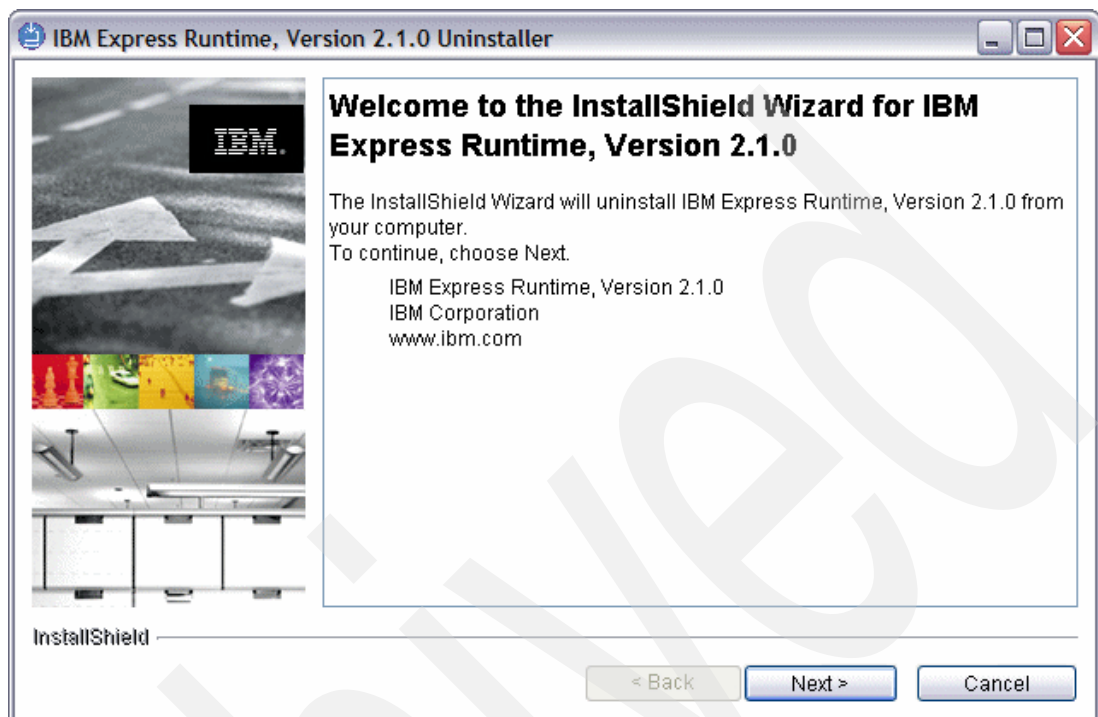 IBM Express Runtime, Version 2.1.0 Uninstaller
IBM.
Welcome to the InstallShield Wizard for IBM
Express Runtime, Version 2.1.0
The InstallShield Wizard will uninstall IBM Express Runtime, Version 2.1.0 from
your computer.
To continue, choose Next.
IBM Express Runtime, Version 2.1.0
IBM Corporation
www.ibm.com
InstallShield
< Back
Next >
Cancel